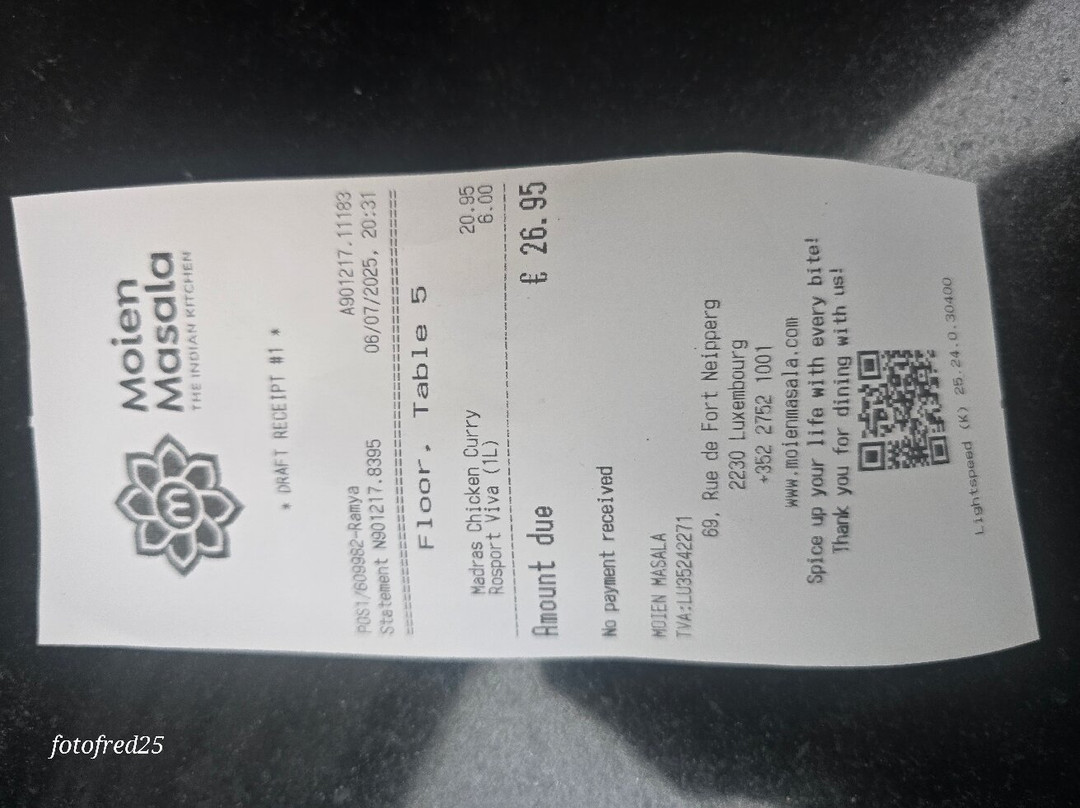 Moien
Masala
THE INDIAN KITCHEN
* DRAFT RECEIPT #1 *
POS1/609982-Ramya A901217.11183
Statement N901217.8395 06/07/2025, 20:31
Floor, Table 5
Madras Chicken Curry 20.95
Rosport Viva (1L) 6.00
Amount due € 26.95
No payment received
MOIEN MASALA
TVA:LU35242271
69, Rue de Fort Neipperg
2230 Luxembourg
+352 2752 1001
www.moienmasala.com
Spice up your life with every bite!
Thank you for dining with us!
Lightspeed (K) 25.24.0.30400
fotofred25